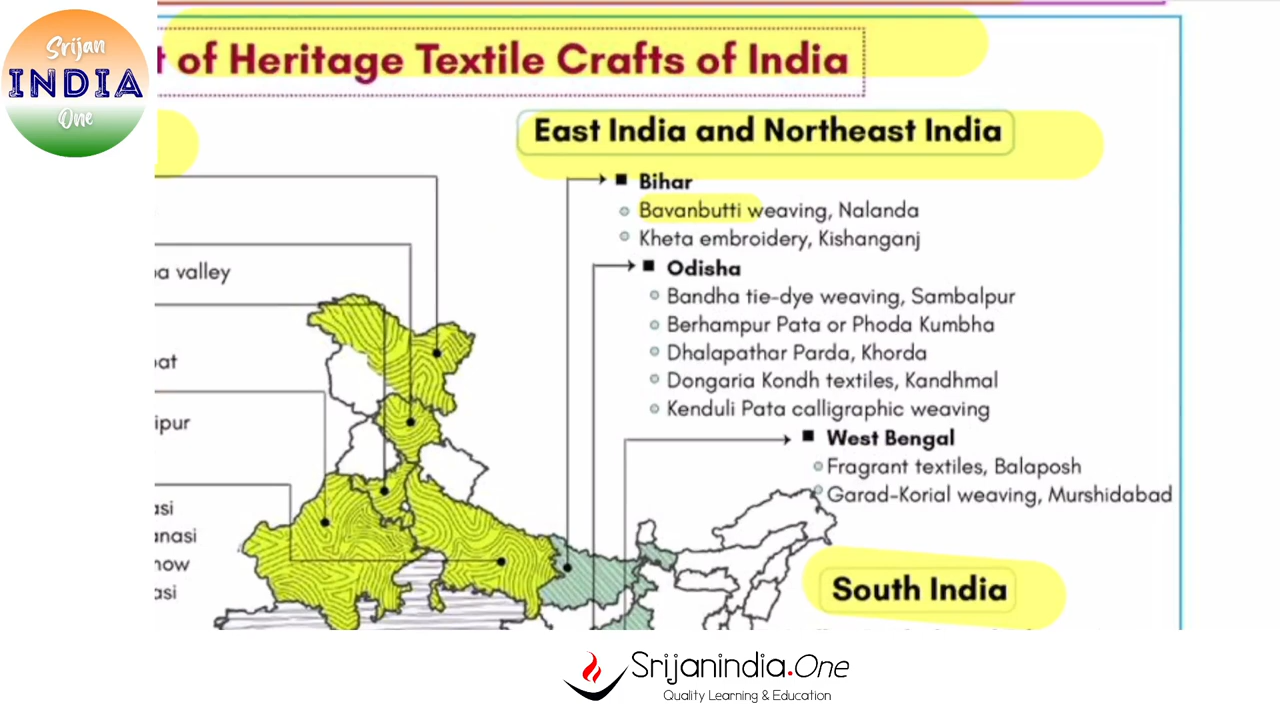 Srijan
INDIA
One
t of Heritage Textile Crafts of India
East India and Northeast India
Bihar
Bavanbutti weaving, Nalanda
Kheta embroidery, Kishanganj
Odisha
Bandha tie-dye weaving, Sambalpur
Berhampur Pata or Phoda Kumbha
Dhalapathar Parda, Khorda
Dongaria Kondh textiles, Kandhmal
Kenduli Pata calligraphic weaving
West Bengal
Fragrant textiles, Balaposh
Garad-Korial weaving, Murshidabad
South India
a valley
pat
ipur
asi
anasi
now
asi
Srijanindia.One
Quality Learning & Education